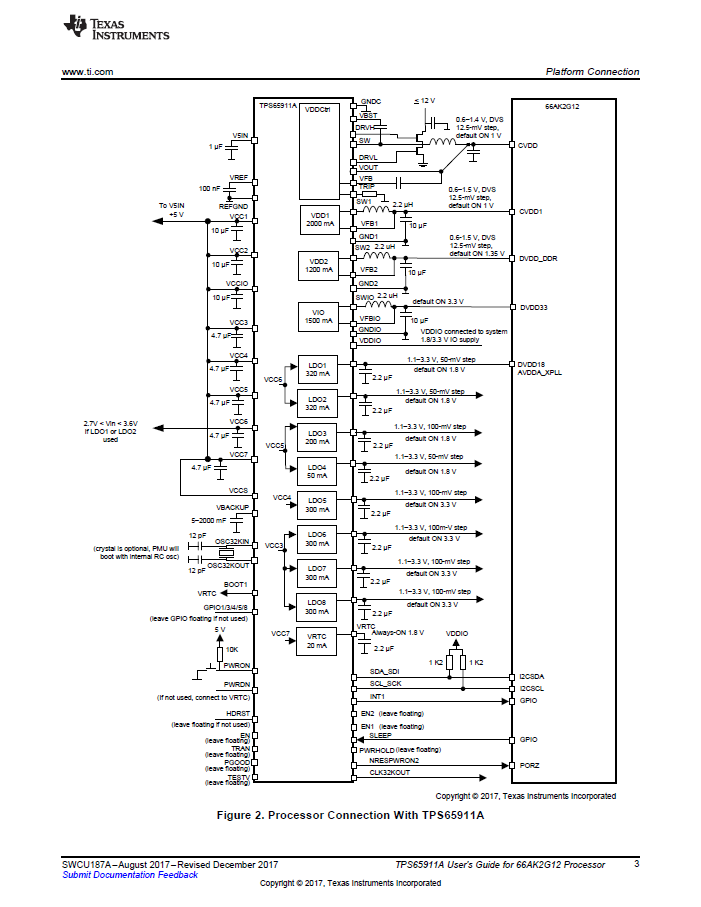 TEXAS
INSTRUMENTS
www.ti.com
Platform Connection
TPS65911A
VDDCtrl
GNDC
VBST
DRVH
SW
DRVL
VOUT
VFB
TRIP
≤ 12 V
0.6–1.4 V, DVS
12.5-mV step,
default ON 1 V
66AK2G12
CVDD
V5IN
1 µF
VREF
100 nF
REFGND
To V5IN
+5 V
VCC1
10 µF
VCC2
10 µF
VCCIO
10 µF
VCC3
4.7 µF
VCC4
4.7 µF
VCC5
4.7 µF
VCC6
4.7 µF
2.7V < Vin < 3.6V
if LDO1 or LDO2
used
VCC7
4.7 µF
VCCS
VBACKUP
5–2000 mF
12 pF
OSC32KIN
(crystal is optional, PMU will
boot with internal RC osc)
OSC32KOUT
12 pF
BOOT1
VRTC
GPIO1/3/4/5/8
(leave GPIO floating if not used)
5 V
10K
PWRON
PWRDN
(if not used, connect to VRTC)
HDRST
(leave floating if not used)
EN
(leave floating)
TRAN
(leave floating)
PGOOD
(leave floating)
TESTV
(leave floating)
VDD1
2000 mA
SW1
2.2 uH
VFB1
10 µF
GND1
0.6–1.5 V, DVS
12.5-mV step,
default ON 1 V
CVDD1
VDD2
1200 mA
SW2 2.2 uH
VFB2
10 µF
GND2
0.6-1.5 V, DVS
12.5-mV step,
default ON 1.35 V
DVDD_DDR
VIO
1500 mA
SWIO 2.2 uH
VFBIO
10 µF
GNDIO
VDDIO
default ON 3.3 V
DVDD33
VDDIO connected to system
1.8/3.3 V IO supply
VCC6
LDO1
320 mA
1.1–3.3 V, 50-mV step
default ON 1.8 V
2.2 µF
DVDD18
AVDDA_XPLL
LDO2
320 mA
1.1–3.3 V, 50-mV step
default ON 1.8 V
2.2 µF
VCC5
LDO3
200 mA
1.1–3.3 V, 100-mV step
default ON 1.8 V
2.2 µF
LDO4
50 mA
1.1–3.3 V, 50-mV step
default ON 1.8 V
2.2 µF
VCC4
LDO5
300 mA
1.1–3.3 V, 100-mV step
default ON 3.3 V
2.2 µF
VCC3
LDO6
300 mA
1.1–3.3 V, 100m-V step
default ON 3.3 V
2.2 µF
LDO7
300 mA
1.1–3.3 V, 100-mV step
default ON 3.3 V
2.2 µF
LDO8
300 mA
1.1–3.3 V, 100-mV step
default ON 3.3 V
2.2 µF
VCC7
VRTC
20 mA
VRTC
Always-ON 1.8 V
2.2 µF
VDDIO
1 K2
1 K2
SDA_SDI
I2CSDA
SCL_SCK
I2CSCL
INT1
GPIO
EN2 (leave floating)
EN1 (leave floating)
SLEEP
GPIO
PWRHOLD (leave floating)
NRESPWRON2
PORZ
CLK32KOUT
Copyright © 2017, Texas Instruments Incorporated
Figure 2. Processor Connection With TPS65911A
SWCU187A–August 2017–Revised December 2017
TPS65911A User's Guide for 66AK2G12 Processor
3
Submit Documentation Feedback
Copyright © 2017, Texas Instruments Incorporated